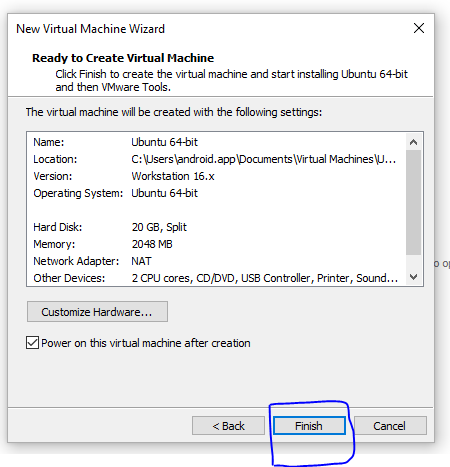 New Virtual Machine Wizard
Ready to Create Virtual Machine
Click Finish to create the virtual machine and start installing Ubuntu 64-bit
and then VMware Tools.
The virtual machine will be created with the following settings:
Name: Ubuntu 64-bit
Location: C:\Users\android.app\Documents\Virtual Machines\U...
Version: Workstation 16.x
Operating System: Ubuntu 64-bit
Hard Disk: 20 GB, Split
Memory: 2048 MB
Network Adapter: NAT
Other Devices: 2 CPU cores, CD/DVD, USB Controller, Printer, Sound...
Customize Hardware...
Power on this virtual machine after creation
< Back Finish Cancel